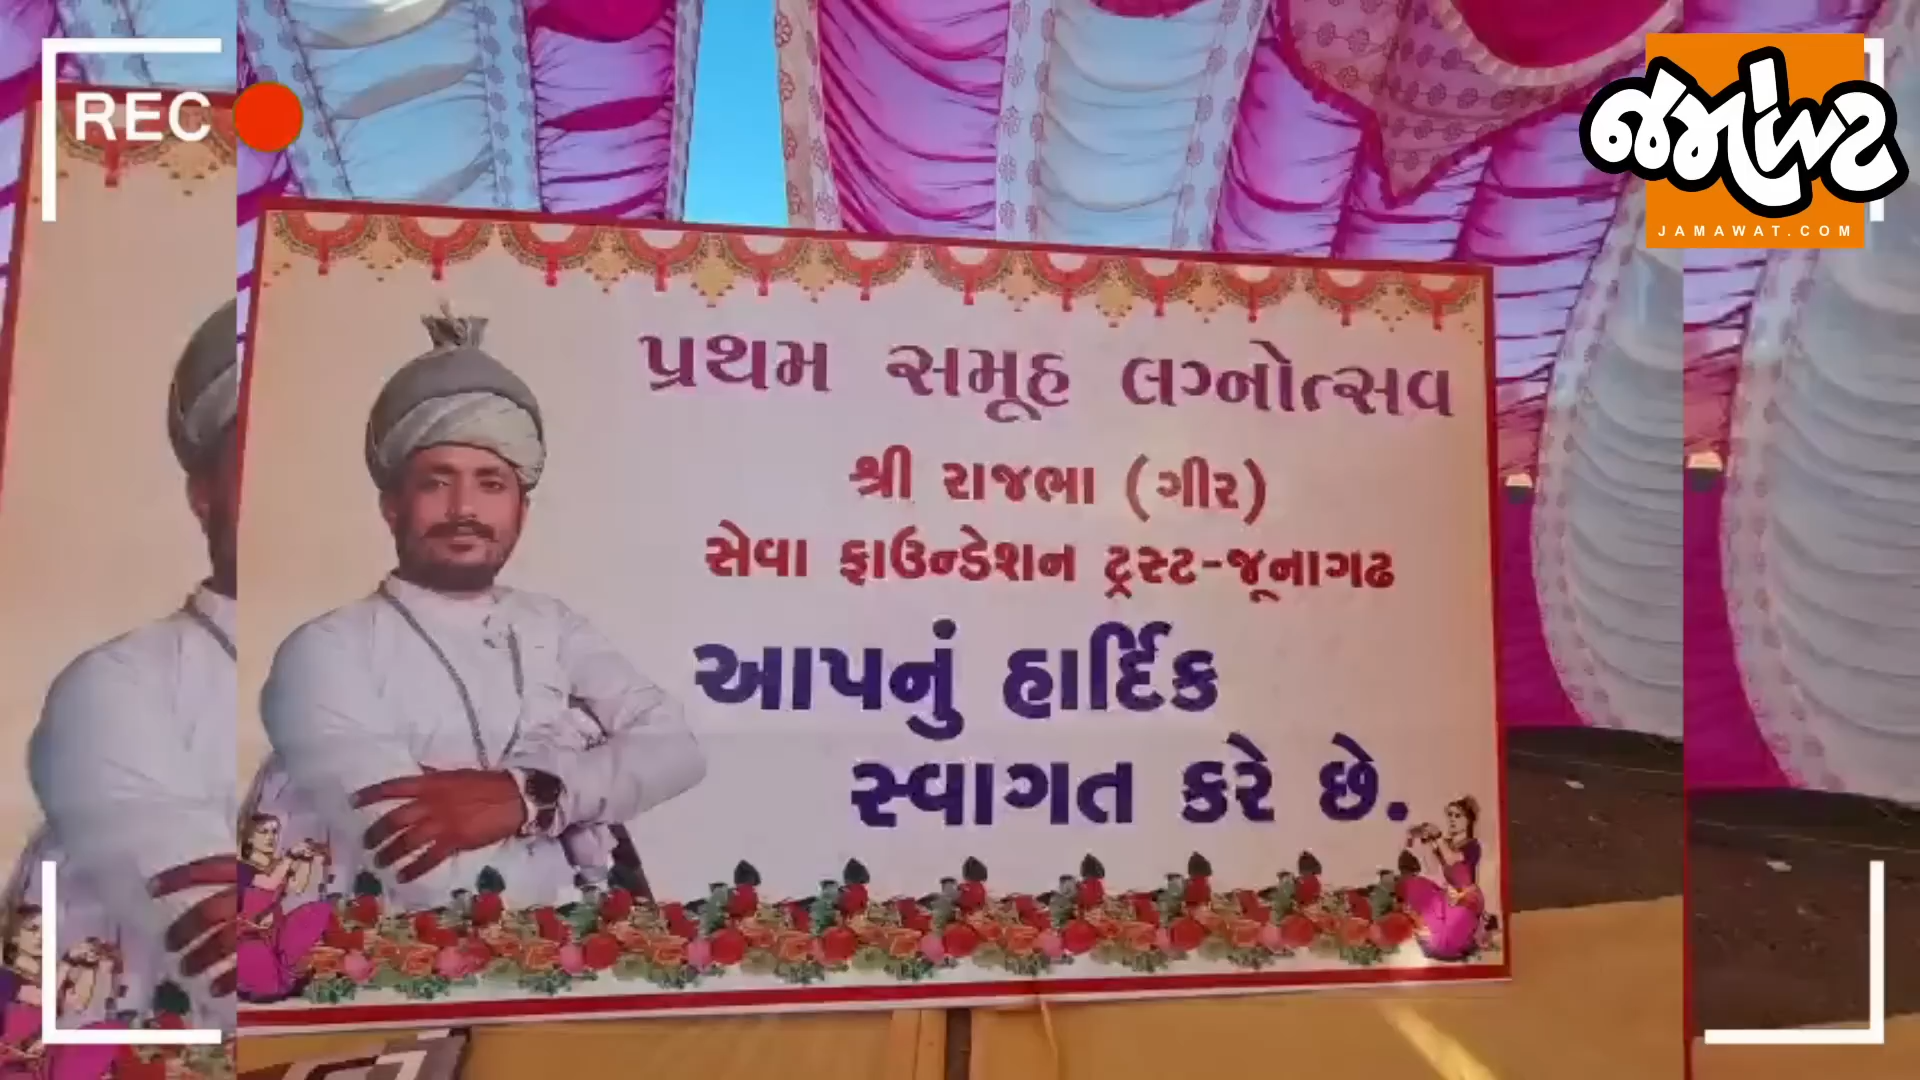 REC
જમાવટ
JAMAWAT.COM
પ્રથમ સમૂહ લગ્નોત્સવ
શ્રી રાજભા (ગીર)
સેવા ફાઉન્ડેશન ટ્રસ્ટ-જૂનાગઢ
આપનું હાર્દિક
સ્વાગત કરે છે.